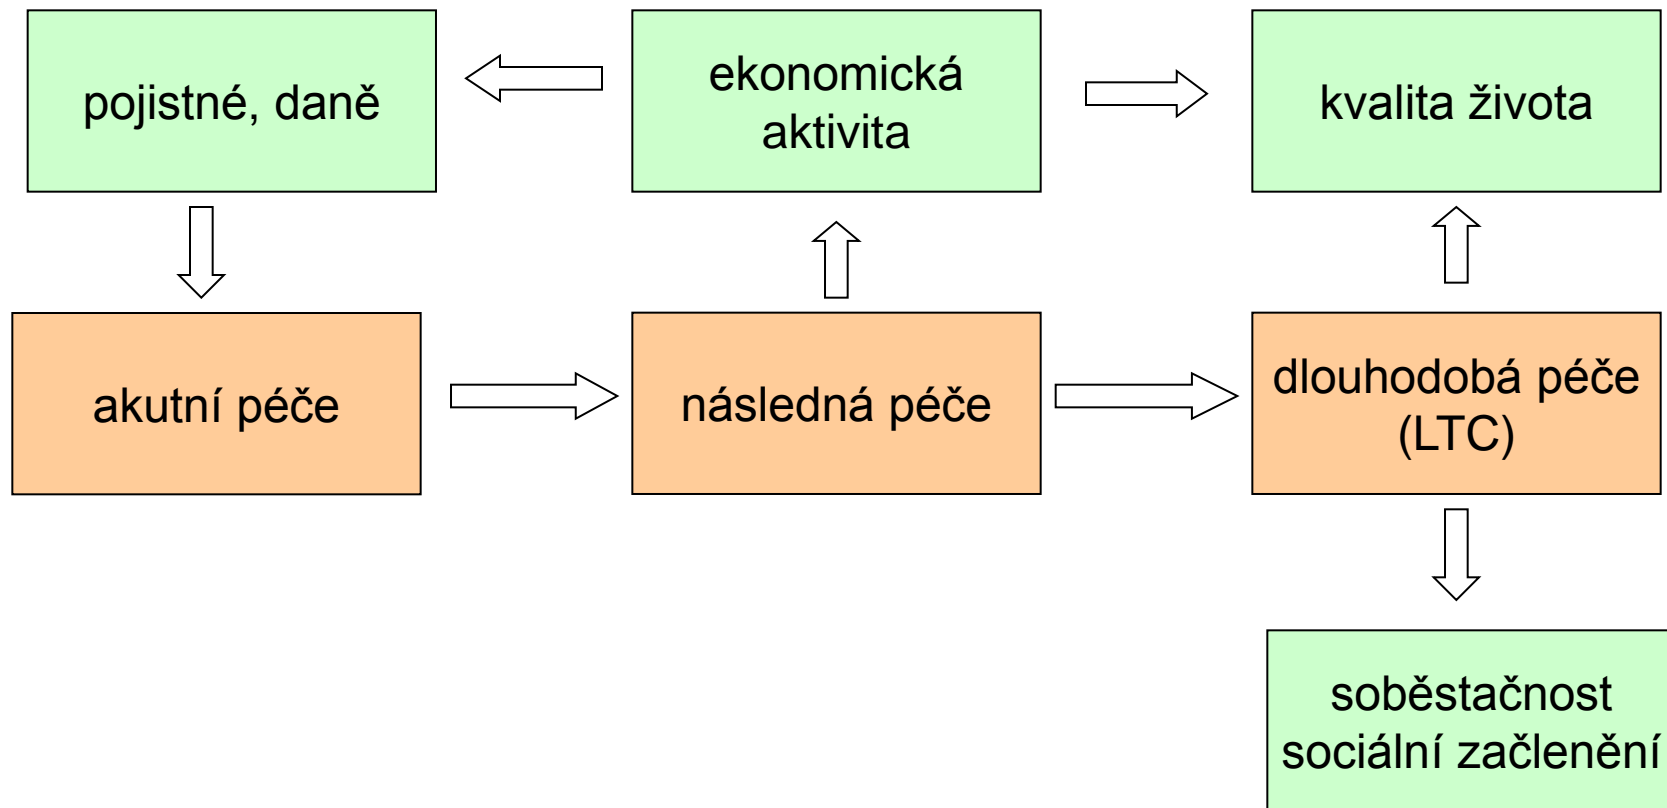 pojistné, daně
ekonomická
aktivita
kvalita života
akutní péče
následná péče
dlouhodobá péče
(LTC)
soběstačnost
sociální začlenění